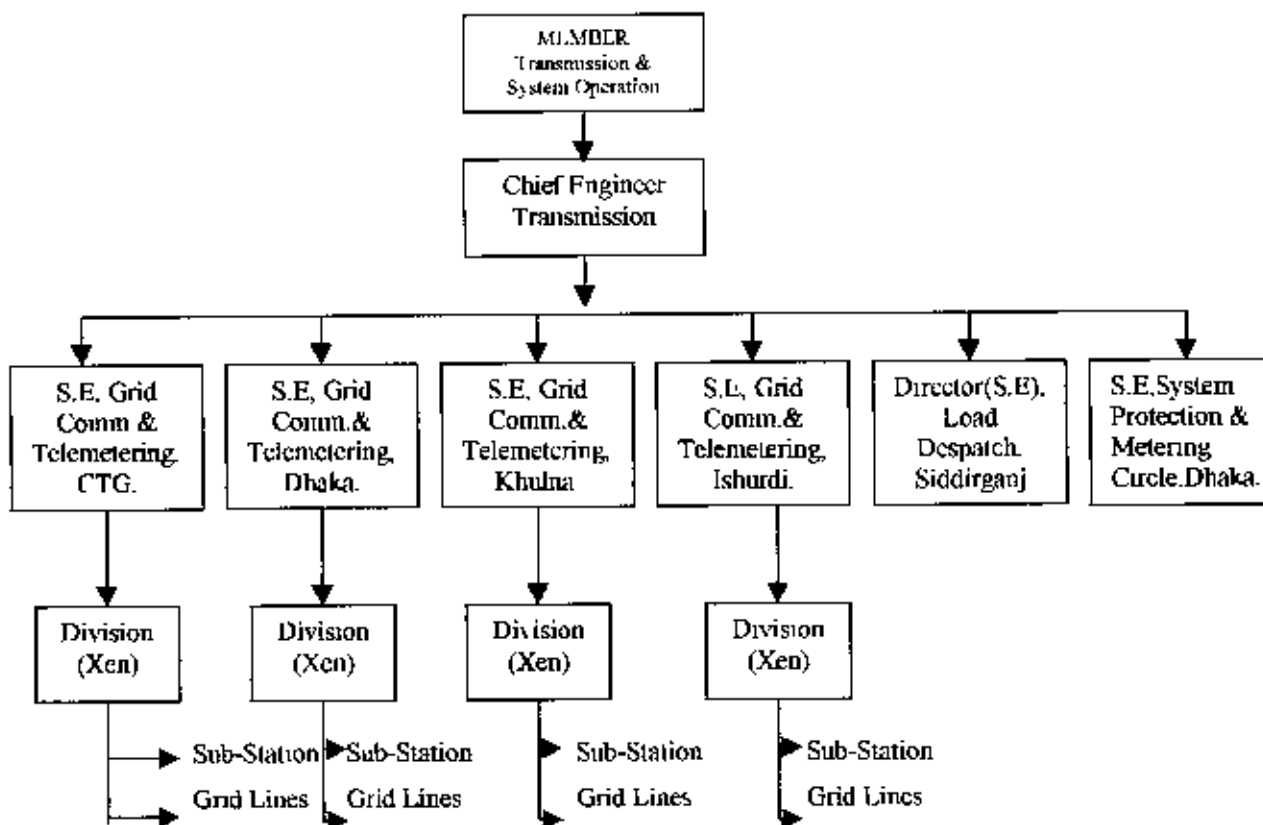 MEMBER
Transmission &
System Operation
Chief Engineer
Transmission
S.E, Grid
Comm &
Telemetering.
CTG.
S.E, Grid
Comm.&
Telemetering,
Dhaka.
S.E, Grid
Comm.&
Telemetering,
Khulna
S.E, Grid
Comm.&
Telemetering,
Ishurdi.
Director(S.E).
Load
Despatch.
Siddirganj
S.E,System
Protection &
Metering
Circle.Dhaka.
Division
(Xen)
Division
(Xen)
Division
(Xen)
Division
(Xen)
Sub-Station
Sub-Station
Sub-Station
Sub-Station
Grid Lines
Grid Lines
Grid Lines
Grid Lines